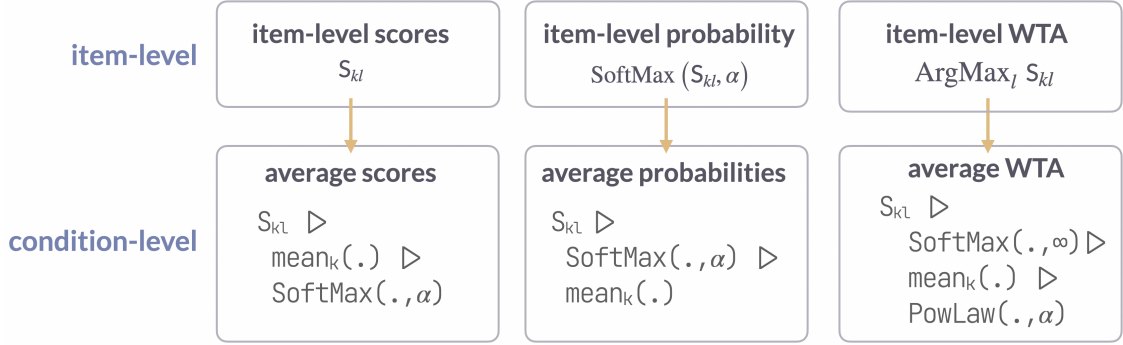 item-level
item-level scores
S_kl
item-level probability
SoftMax (S_kl, α)
item-level WTA
ArgMax_l S_kl
condition-level
average scores
S_kl ▷
mean_k(.) ▷
SoftMax(.,α)
average probabilities
S_kl ▷
SoftMax(.,α) ▷
mean_k(.)
average WTA
S_kl ▷
SoftMax(.,∞)▷
mean_k(.) ▷
PowLaw(.,α)